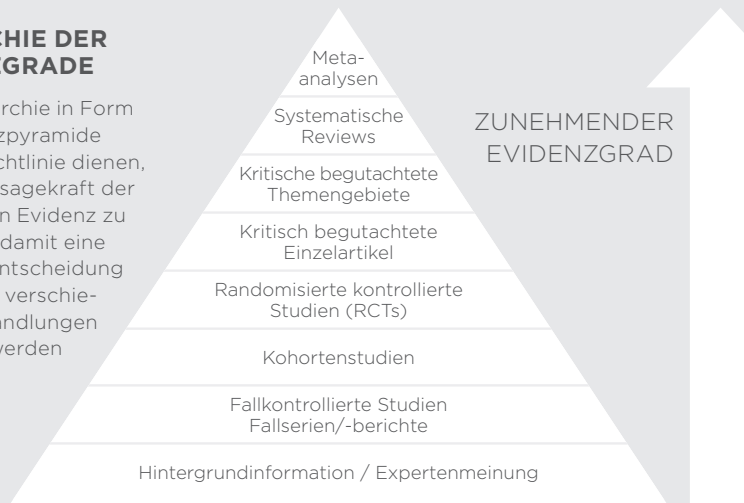 CHIE DER
ZGRADE
rchie in Form
zpyramide
chtlinie dienen,
sagekraft der
n Evidenz zu
damit eine
ntscheidung
verschie-
ndlungen
werden
Meta-
analysen
Systematische
Reviews
Kritische begutachtete
Themengebiete
Kritisch begutachtete
Einzelartikel
Randomisierte kontrollierte
Studien (RCTs)
Kohortenstudien
Fallkontrollierte Studien
Fallserien/-berichte
Hintergrundinformation / Expertenmeinung
ZUNEHMENDER
EVIDENZGRAD